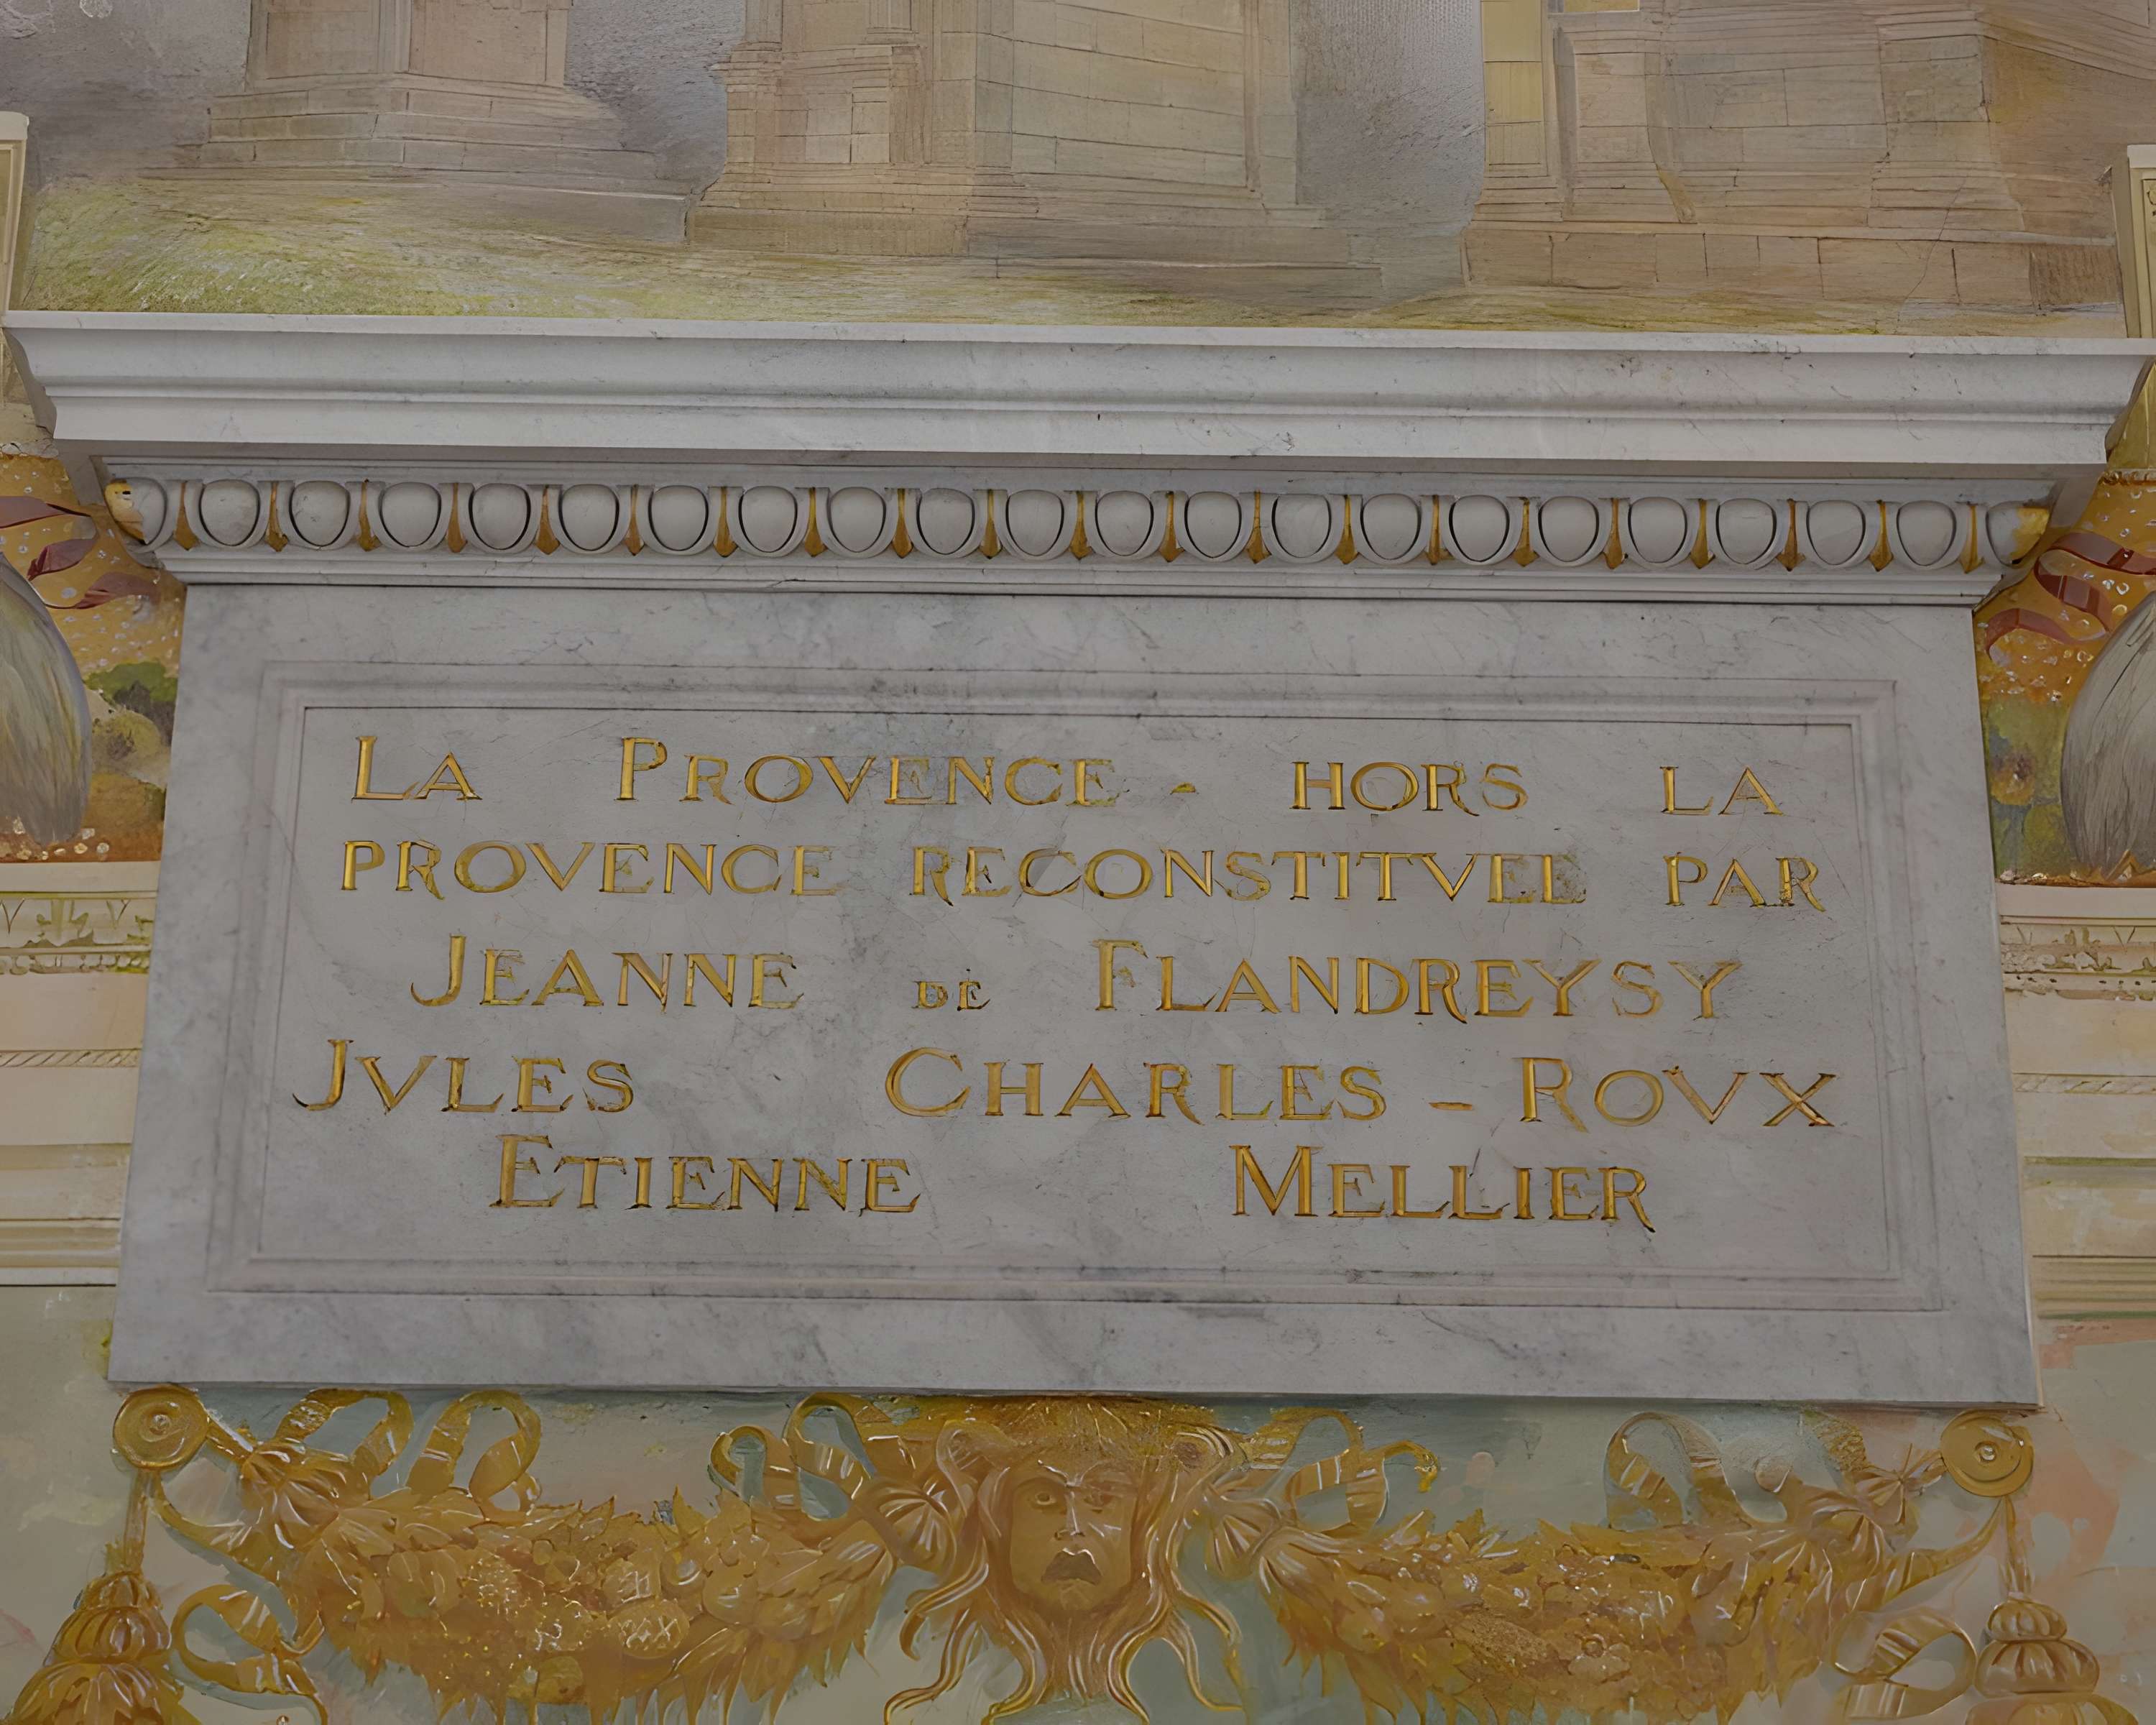 LA PROVENCE - HORS LA
PROVENCE RECONSTITVEE PAR
JEANNE DE FLANDREYSY
JVLES CHARLES - ROVX
ETIENNE MELLIER